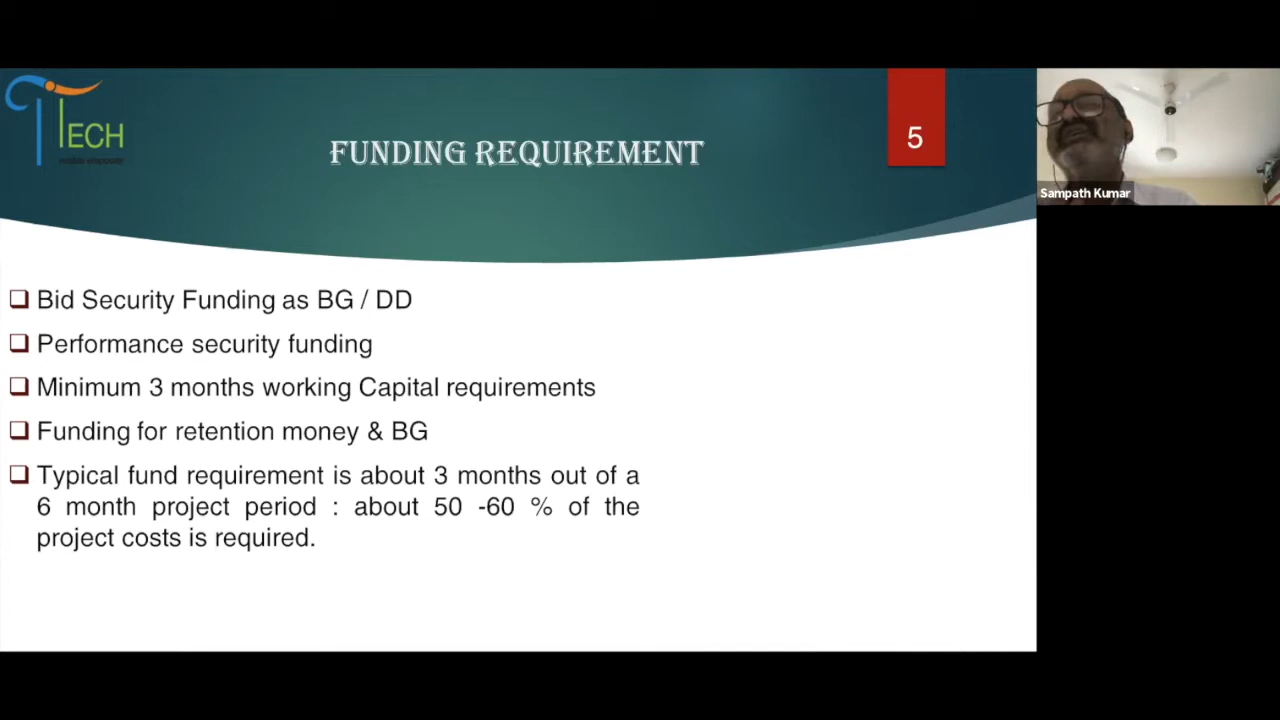 TECH
enable empower
FUNDING REQUIREMENT
5
Sampath Kumar
Bid Security Funding as BG / DD
Performance security funding
Minimum 3 months working Capital requirements
Funding for retention money & BG
Typical fund requirement is about 3 months out of a
6 month project period : about 50 -60 % of the
project costs is required.